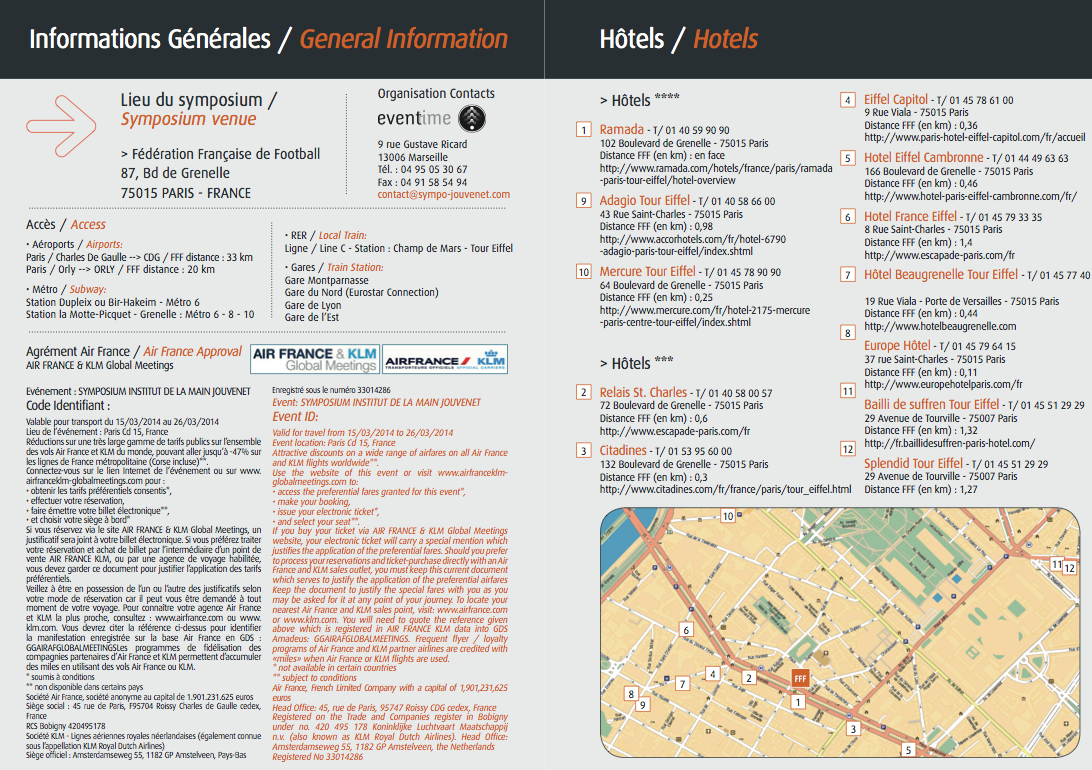 Informations Générales / General Information
Lieu du symposium /
Symposium venue
> Fédération Française de Football
87, Bd de Grenelle
75015 PARIS - FRANCE
Organisation Contacts
eventime
9 rue Gustave Ricard
13006 Marseille
Tél. : 04 95 05 30 67
Fax : 04 91 58 54 94
contact@sympo-jouvenet.com
Accès / Access
• Aéroports / Airports:
Paris / Charles De Gaulle --> CDG / FFF distance : 33 km
Paris / Orly --> ORLY / FFF distance : 20 km
• Métro / Subway:
Station Dupleix ou Bir-Hakeim - Métro 6
Station la Motte-Picquet - Grenelle : Métro 6 - 8 - 10
• RER / Local Train:
Ligne / Line C - Station : Champ de Mars - Tour Eiffel
• Gares / Train Station:
Gare Montparnasse
Gare du Nord (Eurostar Connection)
Gare de Lyon
Gare de l'Est
Agrément Air France / Air France Approval
AIR FRANCE & KLM Global Meetings
AIR FRANCE & KLM
Global Meetings
AIRFRANCE KLM
TRANSPORTEURS OFFICIELS OFFICIAL CARRIERS
Evénement : SYMPOSIUM INSTITUT DE LA MAIN JOUVENET
Code Identifiant :
Valable pour transport du 15/03/2014 au 26/03/2014
Lieu de l'événement : Paris Cd 15, France
Réductions sur une très large gamme de tarifs publics sur l'ensemble
des vols Air France et KLM du monde, pouvant aller jusqu'à -47% sur
les lignes de France métropolitaine (Corse incluse)**.
Connectez-vous sur le lien Internet de l'événement ou sur www.
airfranceklm-globalmeetings.com pour :
• obtenir les tarifs préférentiels consentis*,
• effectuer votre réservation,
• faire émettre votre billet électronique**,
• et choisir votre siège à bord*
Si vous réservez via le site AIR FRANCE & KLM Global Meetings, un
justificatif sera joint à votre billet électronique. Si vous préférez traiter
votre réservation et achat de billet par l'intermédiaire d'un point de
vente AIR FRANCE KLM, ou par une agence de voyage habilitée,
vous devez garder ce document pour justifier l'application des tarifs
préférentiels.
Veillez à être en possession de l'un ou l'autre des justificatifs selon
votre mode de réservation car il peut vous être demandé à tout
moment de votre voyage. Pour connaître votre agence Air France
et KLM la plus proche, consultez : www.airfrance.com ou www.
klm.com. Vous devrez citer la référence ci-dessus pour identifier
la manifestation enregistrée sur la base Air France en GDS :
GGAIRAFGLOBALMEETINGSLes programmes de fidélisation des
compagnies partenaires d'Air France et KLM permettent d'accumuler
des miles en utilisant des vols Air France ou KLM.
* soumis à conditions
** non disponible dans certains pays
Société Air France, société anonyme au capital de 1.901.231.625 euros
Siège social : 45 rue de Paris, F95704 Roissy Charles de Gaulle cedex,
France
RCS Bobigny 420495178
Société KLM - Lignes aériennes royales néerlandaises (également connue
sous l'appellation KLM Royal Dutch Airlines)
Siège officiel : Amsterdamseweg 55, 1182 GP Amstelveen, Pays-Bas
Enregistré sous le numéro 33014286
Event: SYMPOSIUM INSTITUT DE LA MAIN JOUVENET
Event ID:
Valid for travel from 15/03/2014 to 26/03/2014
Event location: Paris Cd 15, France
Attractive discounts on a wide range of airfares on all Air France
and KLM flights worldwide**.
Use the website of this event or visit www.airfranceklm-
globalmeetings.com to:
• access the preferential fares granted for this event*,
• make your booking,
• issue your electronic ticket*,
• and select your seat**.
If you buy your ticket via AIR FRANCE & KLM Global Meetings
website, your electronic ticket will carry a special mention which
justifies the application of the preferential fares. Should you prefer
to process your reservations and ticket-purchase directly with an Air
France and KLM sales outlet, you must keep this current document
which serves to justify the application of the preferential airfares
Keep the document to justify the special fares with you as you
may be asked for it at any point of your journey. To locate your
nearest Air France and KLM sales point, visit: www.airfrance.com
or www.klm.com. You will need to quote the reference given
above which is registered in AIR FRANCE KLM data into GDS
Amadeus: GGAIRAFGLOBALMEETINGS. Frequent flyer / loyalty
programs of Air France and KLM partner airlines are credited with
«miles» when Air France or KLM flights are used.
* not available in certain countries
** subject to conditions
Air France, French Limited Company with a capital of 1,901,231,625
euros
Head Office: 45, rue de Paris, 95747 Roissy CDG cedex, France
Registered on the Trade and Companies register in Bobigny
under no. 420 495 178 Koninklijke Luchtvaart Maatschappij
n.v. (also known as KLM Royal Dutch Airlines). Head Office:
Amsterdamseweg 55, 1182 GP Amstelveen, the Netherlands
Registered No 33014286
Hôtels / Hotels
> Hôtels ****
1 Ramada - T/ 01 40 59 90 90
102 Boulevard de Grenelle - 75015 Paris
Distance FFF (en km) : en face
http://www.ramada.com/hotels/france/paris/ramada
-paris-tour-eiffel/hotel-overview
9 Adagio Tour Eiffel - T/ 01 40 58 66 00
43 Rue Saint-Charles - 75015 Paris
Distance FFF (en km) : 0,98
http://www.accorhotels.com/fr/hotel-6790
-adagio-paris-tour-eiffel/index.shtml
10 Mercure Tour Eiffel - T/ 01 45 78 90 90
64 Boulevard de Grenelle - 75015 Paris
Distance FFF (en km) : 0,25
http://www.mercure.com/fr/hotel-2175-mercure
-paris-centre-tour-eiffel/index.shtml
> Hôtels ***
2 Relais St. Charles - T/ 01 40 58 00 57
72 Boulevard de Grenelle - 75015 Paris
Distance FFF (en km) : 0,6
http://www.escapade-paris.com/fr
3 Citadines - T/ 01 53 95 60 00
132 Boulevard de Grenelle - 75015 Paris
Distance FFF (en km) : 0,3
http://www.citadines.com/fr/france/paris/tour_eiffel.html
4 Eiffel Capitol - T/ 01 45 78 61 00
9 Rue Viala - 75015 Paris
Distance FFF (en km) : 0,36
http://www.paris-hotel-eiffel-capitol.com/fr/accueil
5 Hotel Eiffel Cambronne - T/ 01 44 49 63 63
166 Boulevard de Grenelle - 75015 Paris
Distance FFF (en km) : 0,46
http://www.hotel-paris-eiffel-cambronne.com/fr/
6 Hotel France Eiffel - T/ 01 45 79 33 35
8 Rue Saint-Charles - 75015 Paris
Distance FFF (en km) : 1,4
http://www.escapade-paris.com/fr
7 Hôtel Beaugrenelle Tour Eiffel - T/ 01 45 77 40
19 Rue Viala - Porte de Versailles - 75015 Paris
Distance FFF (en km) : 0,44
http://www.hotelbeaugrenelle.com
8 Europe Hôtel - T/ 01 45 79 64 15
37 rue Saint-Charles - 75015 Paris
Distance FFF (en km) : 0,11
http://www.europehotelparis.com/fr
11 Bailli de suffren Tour Eiffel - T/ 01 45 51 29 29
29 Avenue de Tourville - 75007 Paris
Distance FFF (en km) : 1,32
http://fr.baillidesuffren-paris-hotel.com/
12 Splendid Tour Eiffel - T/ 01 45 51 29 29
29 Avenue de Tourville - 75007 Paris
Distance FFF (en km) : 1,27
10
11 12
6
4
2
FFF
7
8
9
1
3
5